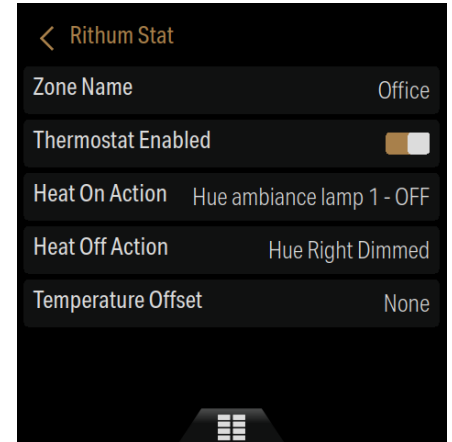 Rithum Stat
Zone Name Office
Thermostat Enabled
Heat On Action Hue ambiance lamp 1 - OFF
Heat Off Action Hue Right Dimmed
Temperature Offset None